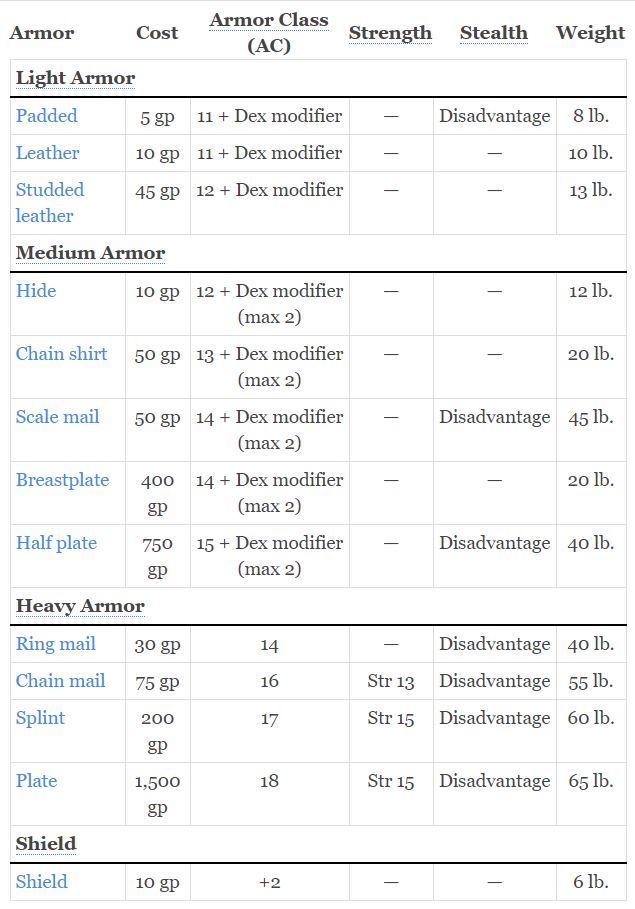 Armor Cost Armor Class (AC) Strength Stealth Weight
Light Armor
Padded 5 gp 11 + Dex modifier — Disadvantage 8 lb.
Leather 10 gp 11 + Dex modifier — — 10 lb.
Studded leather 45 gp 12 + Dex modifier — — 13 lb.
Medium Armor
Hide 10 gp 12 + Dex modifier (max 2) — — 12 lb.
Chain shirt 50 gp 13 + Dex modifier (max 2) — — 20 lb.
Scale mail 50 gp 14 + Dex modifier (max 2) — Disadvantage 45 lb.
Breastplate 400 gp 14 + Dex modifier (max 2) — — 20 lb.
Half plate 750 gp 15 + Dex modifier (max 2) — Disadvantage 40 lb.
Heavy Armor
Ring mail 30 gp 14 — Disadvantage 40 lb.
Chain mail 75 gp 16 Str 13 Disadvantage 55 lb.
Splint 200 gp 17 Str 15 Disadvantage 60 lb.
Plate 1,500 gp 18 Str 15 Disadvantage 65 lb.
Shield
Shield 10 gp +2 — — 6 lb.